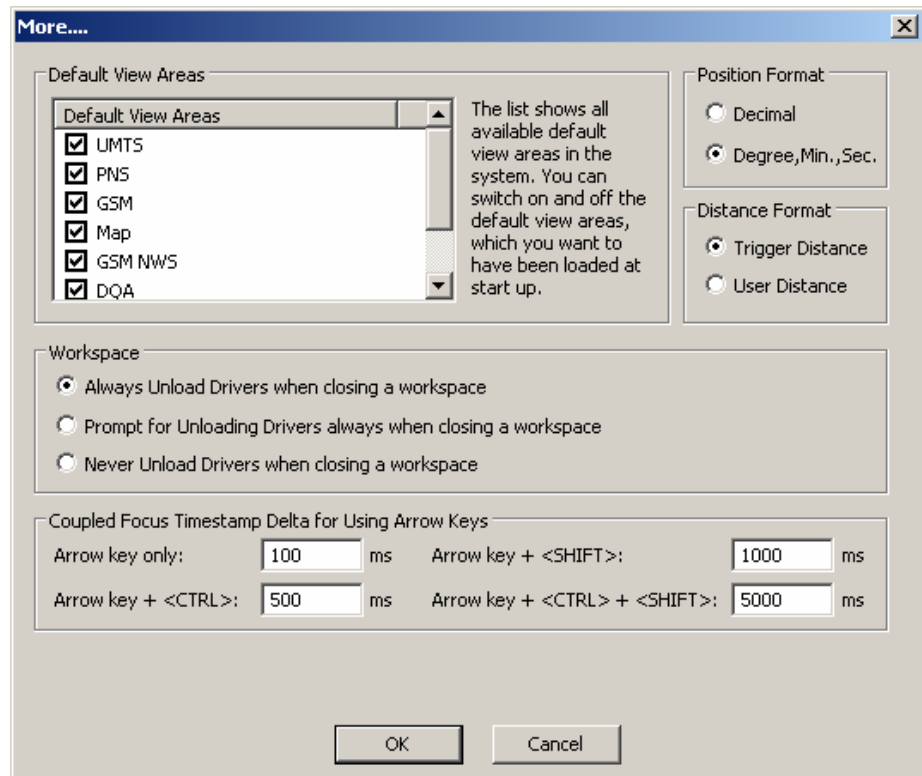 More....
Default View Areas
Default View Areas
UMTS
PNS
GSM
Map
GSM NWS
DQA
The list shows all
available default
view areas in the
system. You can
switch on and off the
default view areas,
which you want to
have been loaded at
start up.
Position Format
Decimal
Degree,Min.,Sec.
Distance Format
Trigger Distance
User Distance
Workspace
Always Unload Drivers when closing a workspace
Prompt for Unloading Drivers always when closing a workspace
Never Unload Drivers when closing a workspace
Coupled Focus Timestamp Delta for Using Arrow Keys
Arrow key only: 100 ms Arrow key + <SHIFT>: 1000 ms
Arrow key + <CTRL>: 500 ms Arrow key + <CTRL> + <SHIFT>: 5000 ms
OK Cancel